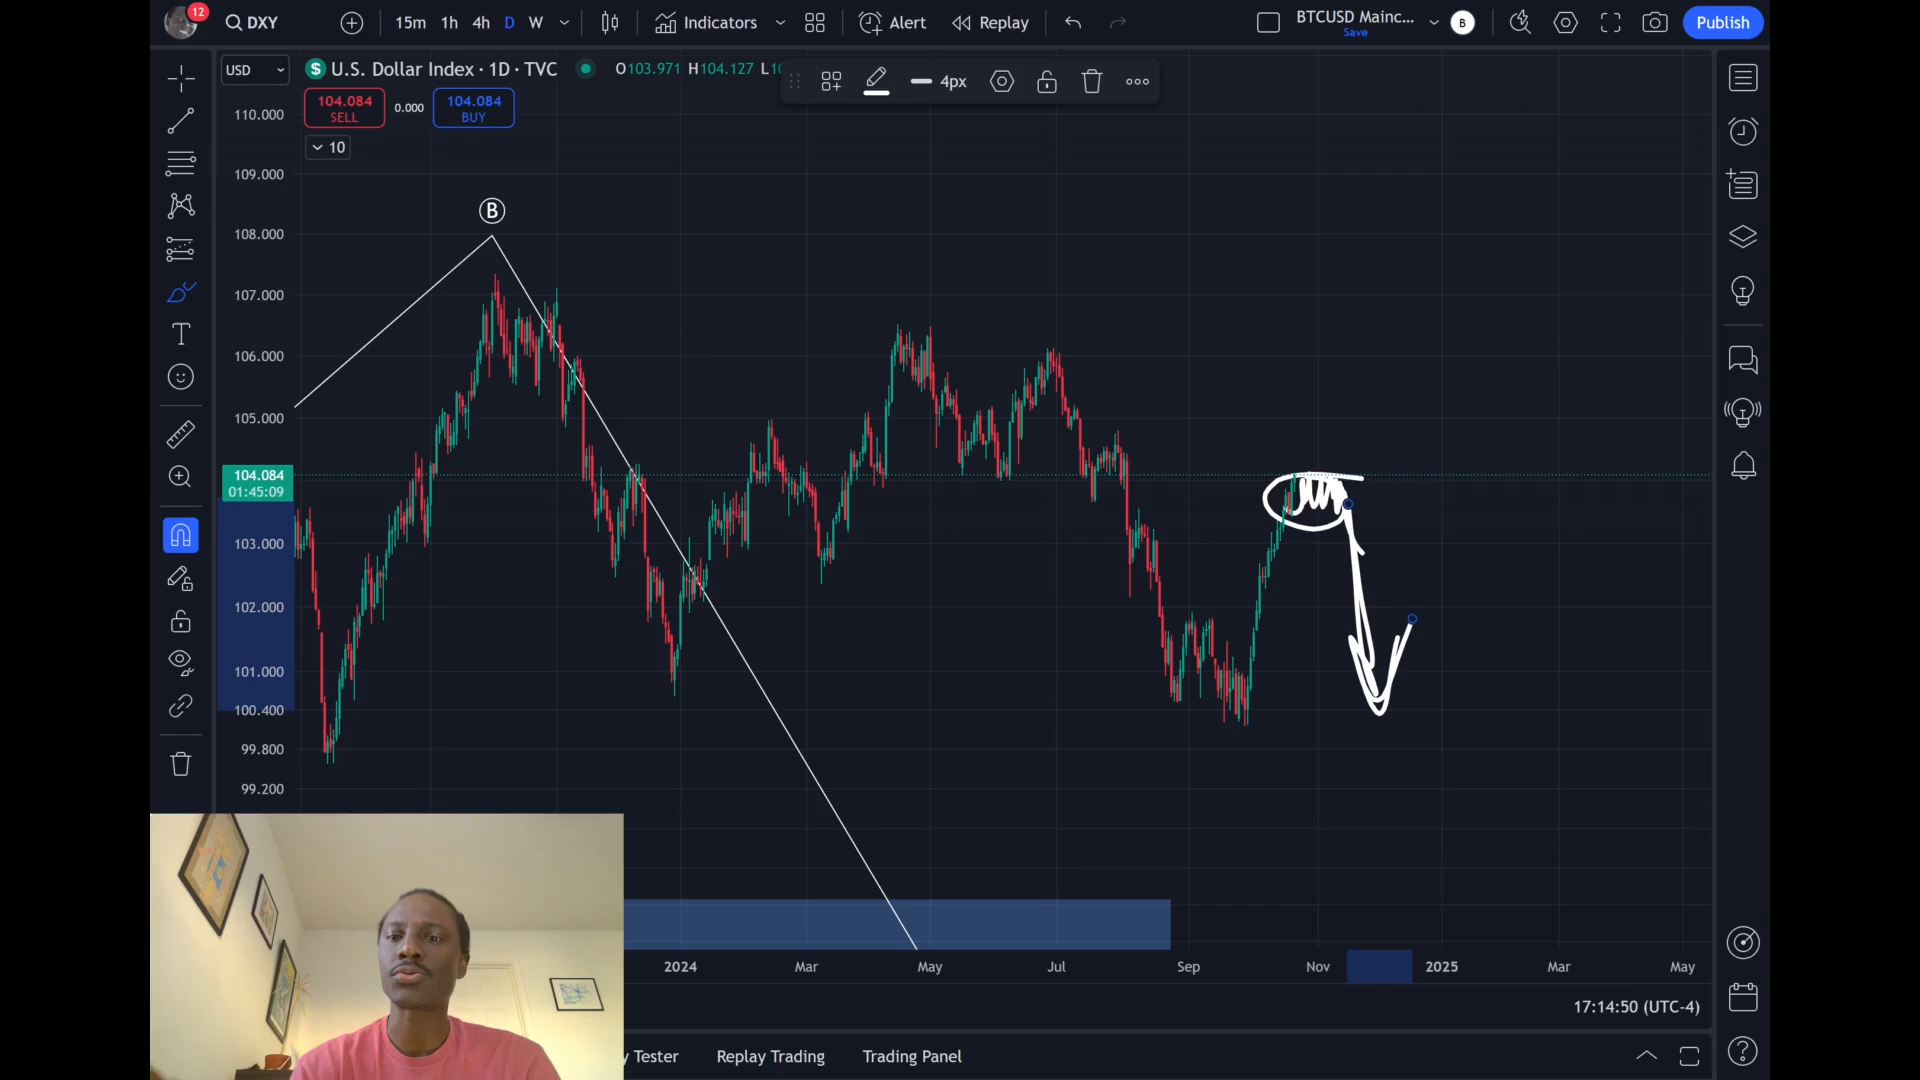 12
DXY
15m 1h 4h D W
Indicators
Alert
Replay
BTCUSD Mainc...
Save
B
Publish
USD
$ U.S. Dollar Index · 1D · TVC
O103.971 H104.127 L10
4px
104.084
SELL
0.000
104.084
BUY
10
110.000
109.000
108.000
107.000
106.000
105.000
104.084
01:45:09
103.000
102.000
101.000
100.400
99.800
99.200
B
2024
Mar
May
Jul
Sep
Nov
2025
Mar
May
17:14:50 (UTC-4)
y Tester
Replay Trading
Trading Panel